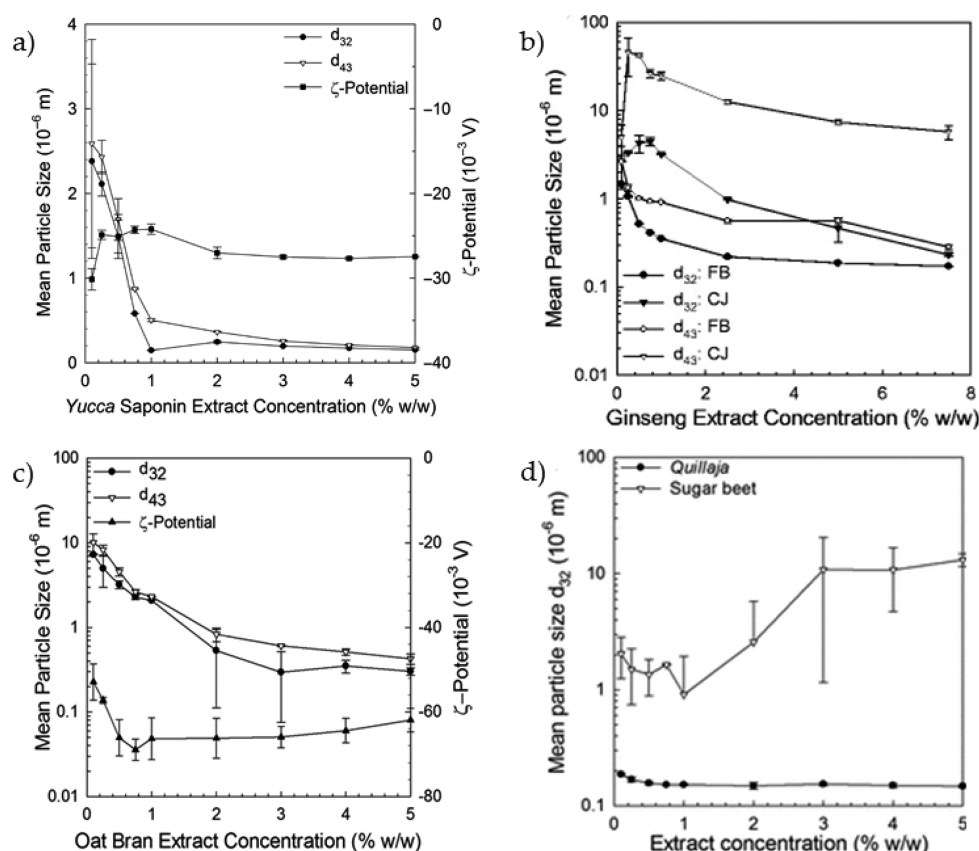 a)
d32
d43
ζ-Potential
4
3
2
1
0
0
−10
−20
−30
−40
Mean Particle Size (10⁻⁶ m)
ζ-Potential (10⁻³ V)
0 1 2 3 4 5
Yucca Saponin Extract Concentration (% w/w)
b)
100
10
1
0.1
0.01
Mean Particle Size (10⁻⁶ m)
d32: FB
d32: CJ
d43: FB
d43: CJ
0 2 4 6 8
Ginseng Extract Concentration (% w/w)
c)
d32
d43
ζ-Potential
100
10
1
0.1
0.01
0
−20
−40
−60
−80
Mean Particle Size (10⁻⁶ m)
ζ−Potential (10⁻³ V)
0 1 2 3 4 5
Oat Bran Extract Concentration (% w/w)
d)
Quillaja
Sugar beet
100
10
1
0.1
Mean particle size d32 (10⁻⁶ m)
0 1 2 3 4 5
Extract concentration (% w/w)